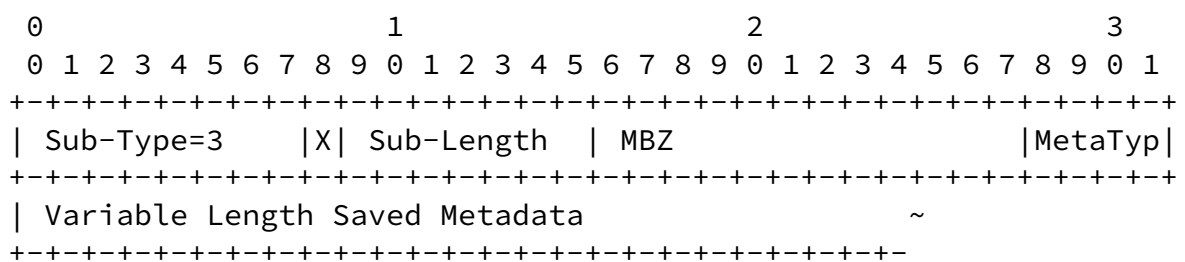 0                   1                   2                   3
 0 1 2 3 4 5 6 7 8 9 0 1 2 3 4 5 6 7 8 9 0 1 2 3 4 5 6 7 8 9 0 1
+-+-+-+-+-+-+-+-+-+-+-+-+-+-+-+-+-+-+-+-+-+-+-+-+-+-+-+-+-+-+-+-+
| Sub-Type=3    |X| Sub-Length  | MBZ                   |MetaTyp|
+-+-+-+-+-+-+-+-+-+-+-+-+-+-+-+-+-+-+-+-+-+-+-+-+-+-+-+-+-+-+-+-+
| Variable Length Saved Metadata                  ~
+-+-+-+-+-+-+-+-+-+-+-+-+-+-+-+-+-+-+-+-+-+-+-+-+-